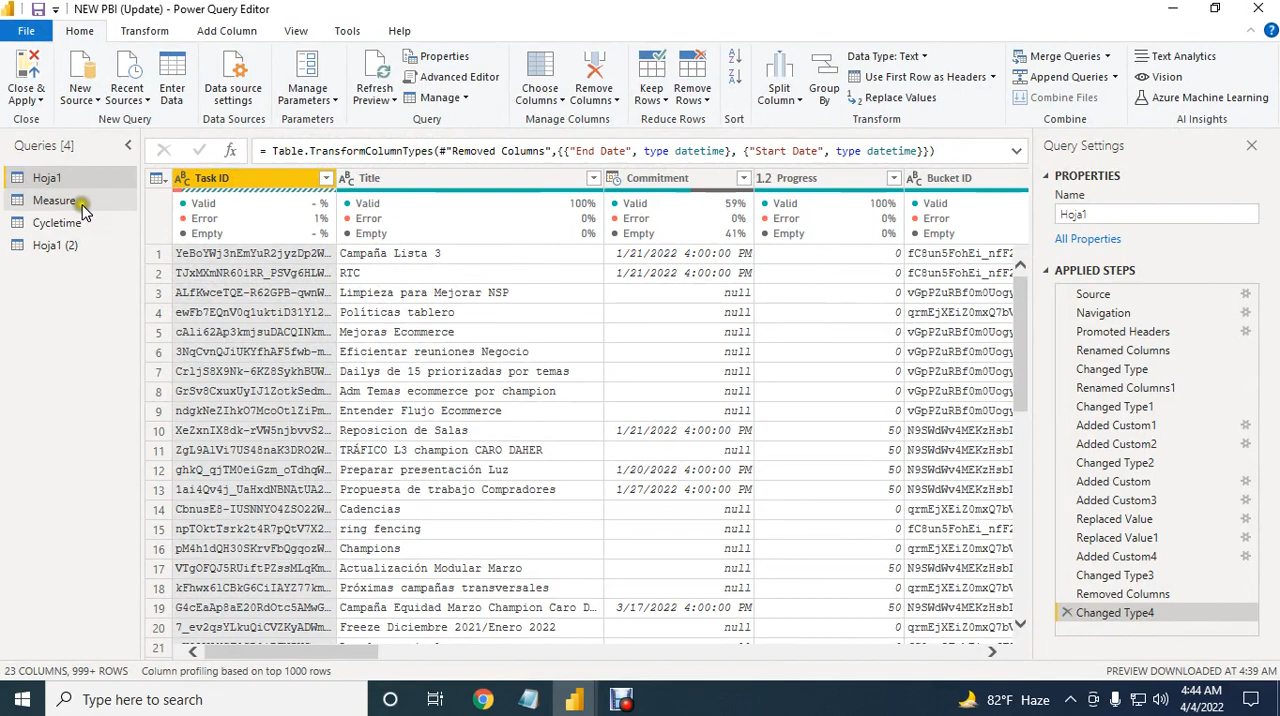 NEW PBI (Update) - Power Query Editor
File Home Transform Add Column View Tools Help
Close & Apply
New Source
Recent Sources
Enter Data
Data source settings
Manage Parameters
Refresh Preview
Properties
Advanced Editor
Manage
Choose Columns
Remove Columns
Keep Rows
Remove Rows
Split Column
Group By
Data Type: Text
Use First Row as Headers
Replace Values
Merge Queries
Append Queries
Combine Files
Text Analytics
Vision
Azure Machine Learning
Close New Query Data Sources Parameters Query Manage Columns Reduce Rows Sort Transform Combine AI Insights
Queries [4]
Hoja1
Measure
Cycletime
Hoja1 (2)
= Table.TransformColumnTypes(#"Removed Columns",{{"End Date", type datetime}, {"Start Date", type datetime}})
Task ID Title Commitment 1.2 Progress Bucket ID
Valid - % Valid 100% Valid 59% Valid 100% Valid
Error 1% Error 0% Error 0% Error 0% Error
Empty - % Empty 0% Empty 41% Empty 0% Empty
1 Campaña Lista 3 1/21/2022 4:00:00 PM 0
2 RTC 1/21/2022 4:00:00 PM 0
3 Limpieza para Mejorar NSP null 0
4 Políticas tablero null 0
5 Mejoras Ecommerce null 0
6 Eficientar reuniones Negocio null 0
7 Dailys de 15 priorizadas por temas null 0
8 Adm Temas ecommerce por champion null 0
9 Entender Flujo Ecommerce null 0
10 Reposicion de Salas 1/21/2022 4:00:00 PM 50
11 TRÁFICO L3 champion CARO DAHER null 50
12 Preparar presentación Luz 1/20/2022 4:00:00 PM 50
13 Propuesta de trabajo Compradores 1/27/2022 4:00:00 PM 50
14 Cadencias null 0
15 ring fencing null 0
16 Champions null 0
17 Actualización Modular Marzo null 50
18 Próximas campañas transversales null 0
19 Campaña Equidad Marzo Champion Caro D... 3/17/2022 4:00:00 PM 50
20 Freeze Diciembre 2021/Enero 2022 null 0
21
Query Settings
PROPERTIES
Name
Hoja1
All Properties
APPLIED STEPS
Source
Navigation
Promoted Headers
Renamed Columns
Changed Type
Renamed Columns1
Changed Type1
Added Custom1
Added Custom2
Changed Type2
Added Custom
Added Custom3
Replaced Value
Replaced Value1
Added Custom4
Changed Type3
Removed Columns
Changed Type4
23 COLUMNS, 999+ ROWS Column profiling based on top 1000 rows PREVIEW DOWNLOADED AT 4:39 AM
Type here to search
82°F Haze
4:44 AM
4/4/2022